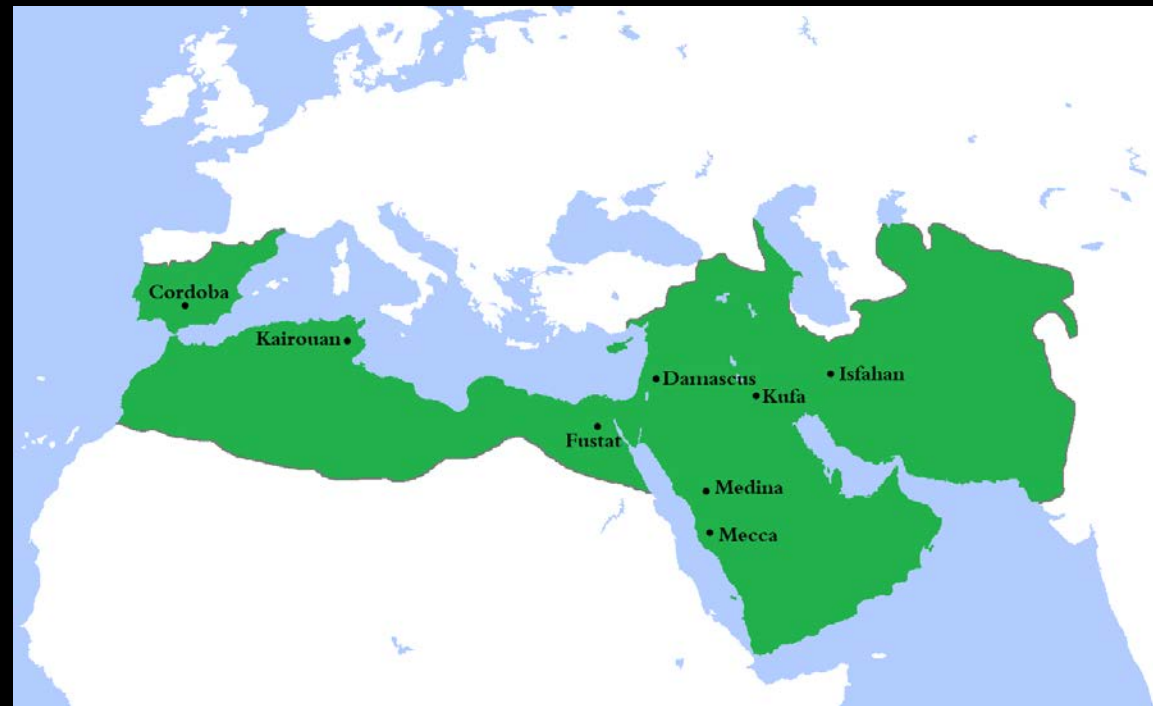 Cordoba
Kairouan
Isfahan
Damascus
Kufa
Fustat
Medina
Mecca